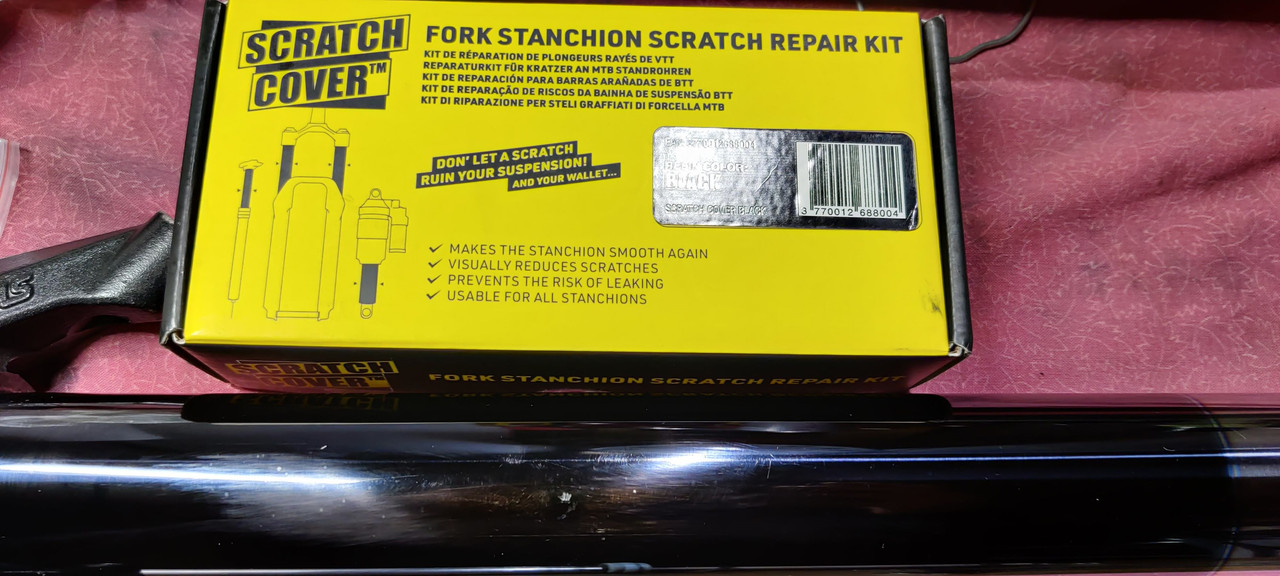 SCRATCH
COVER™
FORK STANCHION SCRATCH REPAIR KIT
KIT DE RÉPARATION DE PLONGEURS RAYÉS DE VTT
REPARATURKIT FÜR KRATZER AN MTB STANDROHREN
KIT DE REPARACIÓN PARA BARRAS ARAÑADAS DE BTT
KIT DE REPARAÇÃO DE RISCOS DA BAINHA DE SUSPENSÃO BTT
KIT DI RIPARAZIONE PER STELI GRAFFIATI DI FORCELLA MTB
DON' LET A SCRATCH
RUIN YOUR SUSPENSION!
AND YOUR WALLET...
RESIN COLOR:
BLACK
SCRATCH COVER BLACK
3 770012 688004
✓ MAKES THE STANCHION SMOOTH AGAIN
✓ VISUALLY REDUCES SCRATCHES
✓ PREVENTS THE RISK OF LEAKING
✓ USABLE FOR ALL STANCHIONS
SCRATCH
COVER™
FORK STANCHION SCRATCH REPAIR KIT